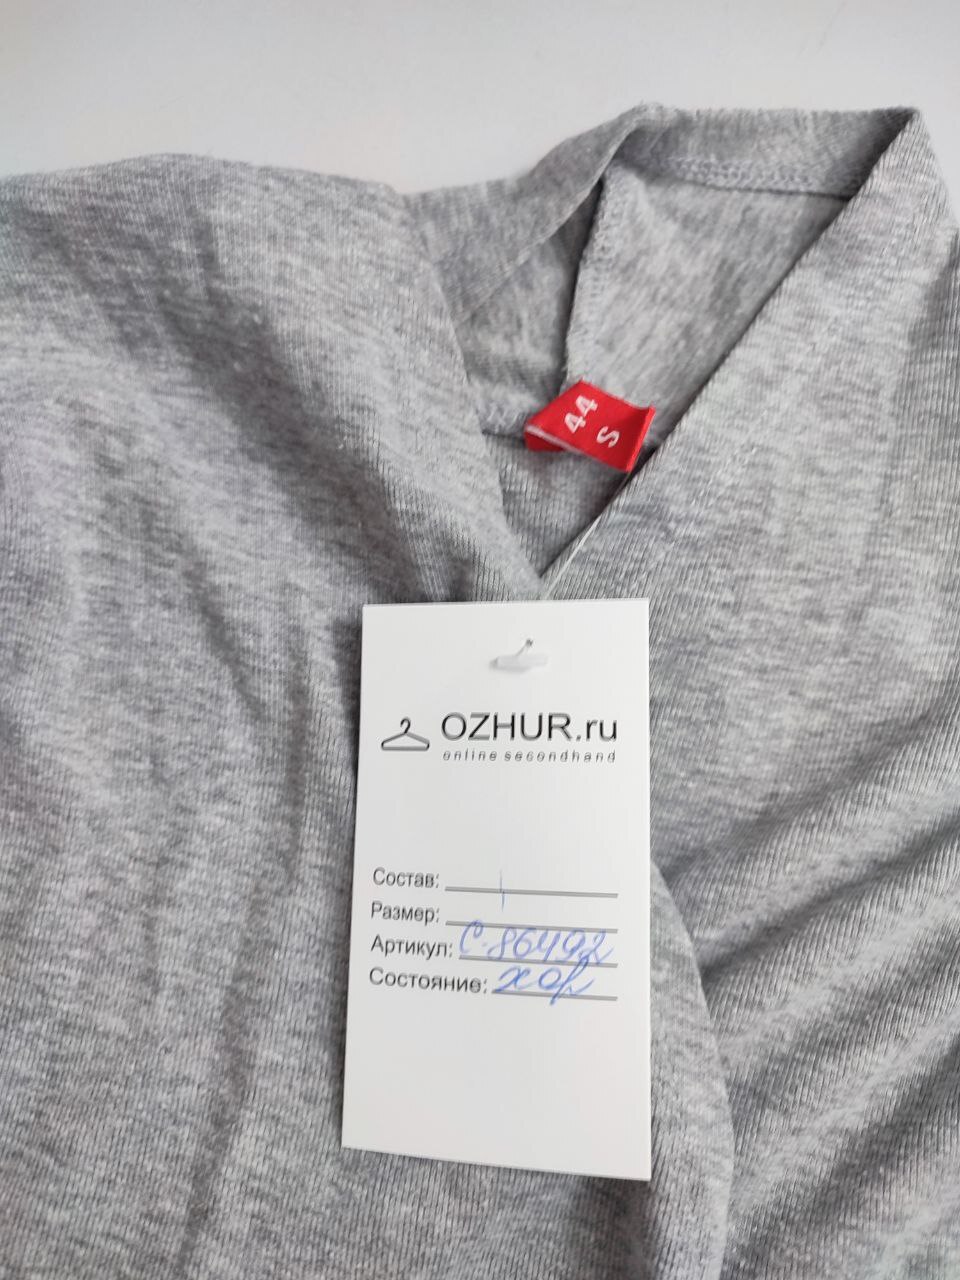 44
S
OZHUR.ru
online secondhand
Состав:
Размер:
Артикул: С-86492
Состояние: хор